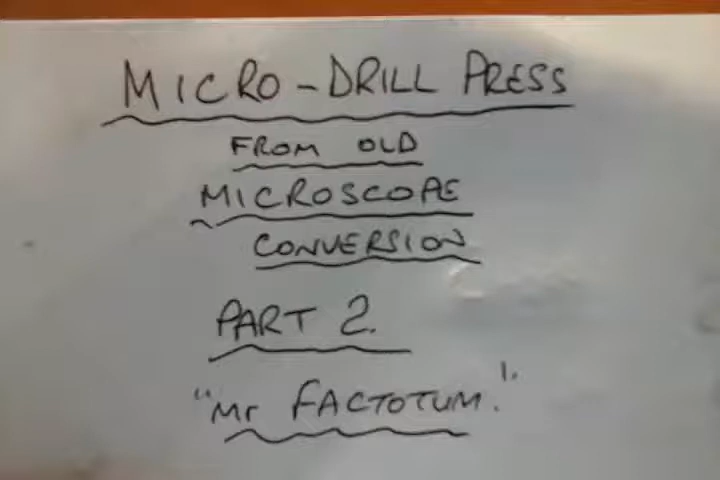 MICRO-DRILL PRESS
FROM OLD
MICROSCOPE
CONVERSION
PART 2.
"Mr FACTOTUM."